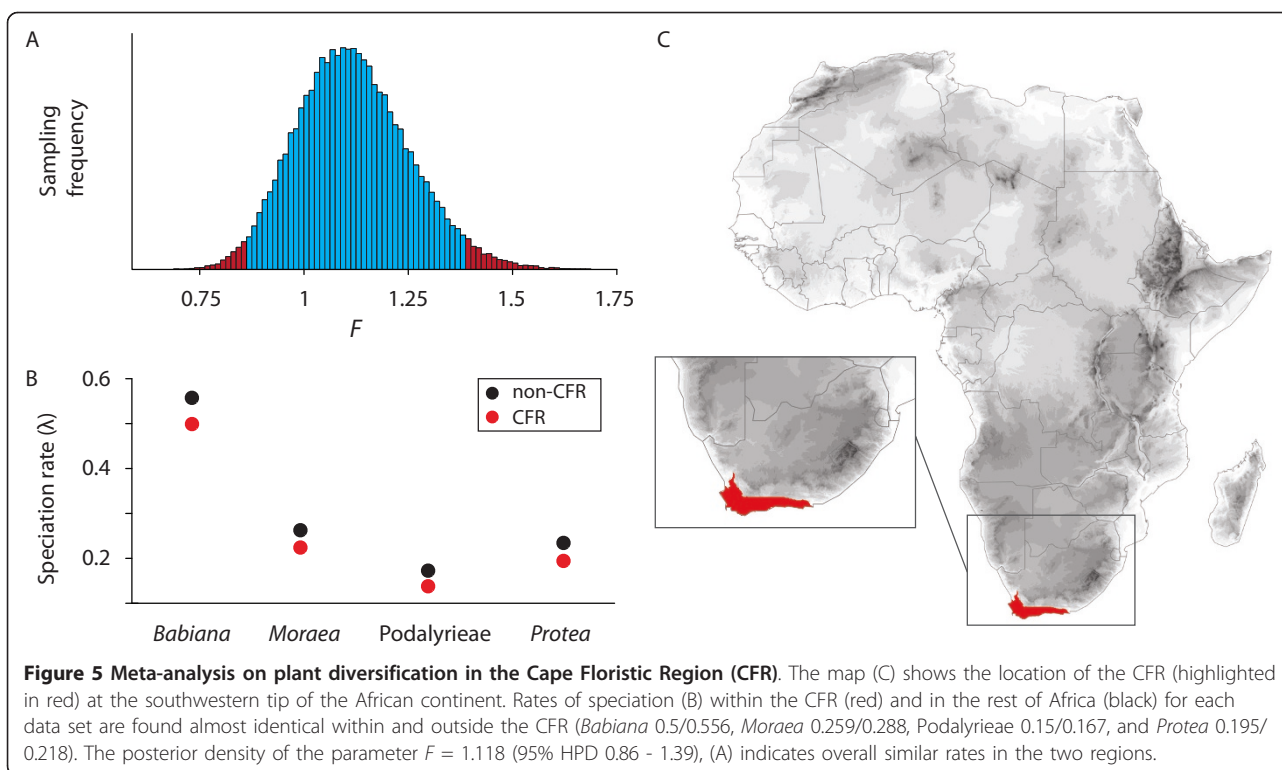 A
Sampling
frequency
0.75 1 1.25 1.5 1.75
F
B
Speciation rate (λ)
0.6
0.4
0.2
non-CFR
CFR
Babiana Moraea Podalyrieae Protea
C
Figure 5 Meta-analysis on plant diversification in the Cape Floristic Region (CFR). The map (C) shows the location of the CFR (highlighted
in red) at the southwestern tip of the African continent. Rates of speciation (B) within the CFR (red) and in the rest of Africa (black) for each
data set are found almost identical within and outside the CFR (Babiana 0.5/0.556, Moraea 0.259/0.288, Podalyrieae 0.15/0.167, and Protea 0.195/
0.218). The posterior density of the parameter F = 1.118 (95% HPD 0.86 - 1.39), (A) indicates overall similar rates in the two regions.